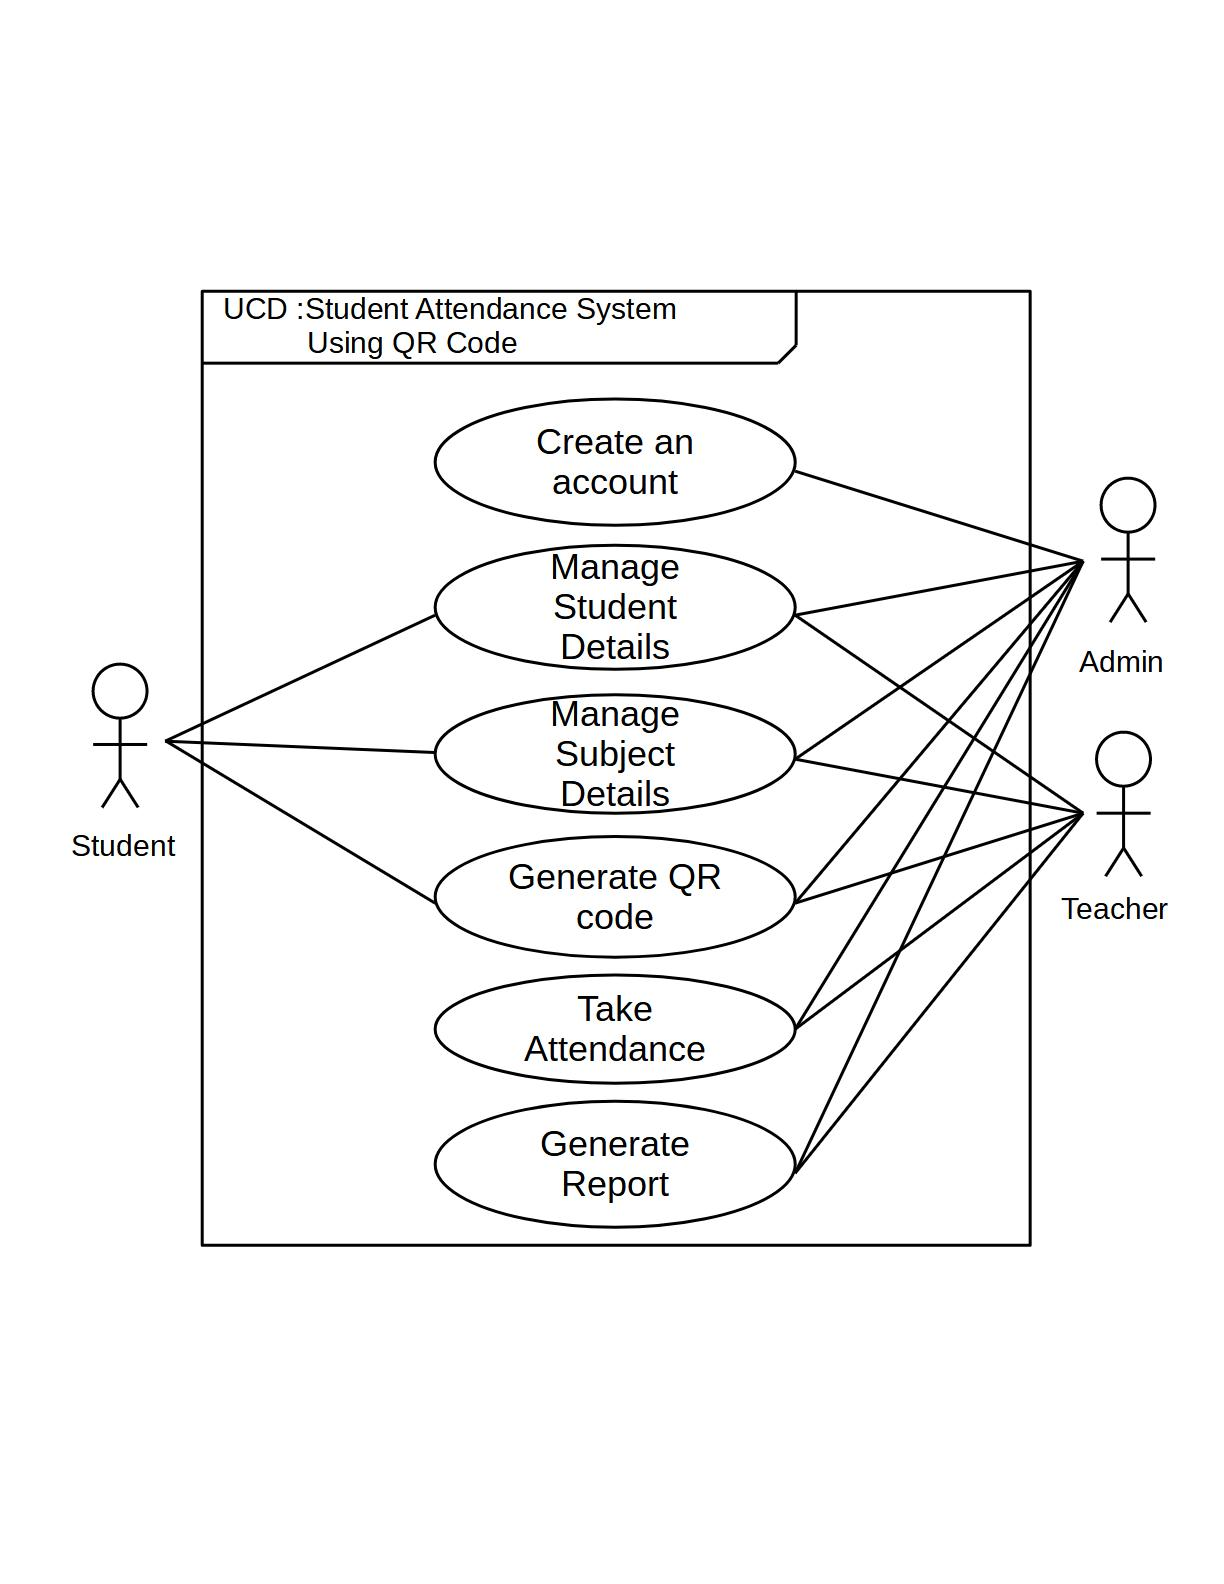 UCD :Student Attendance System
Using QR Code
Create an
account
Manage
Student
Details
Manage
Subject
Details
Generate QR
code
Take
Attendance
Generate
Report
Student
Admin
Teacher